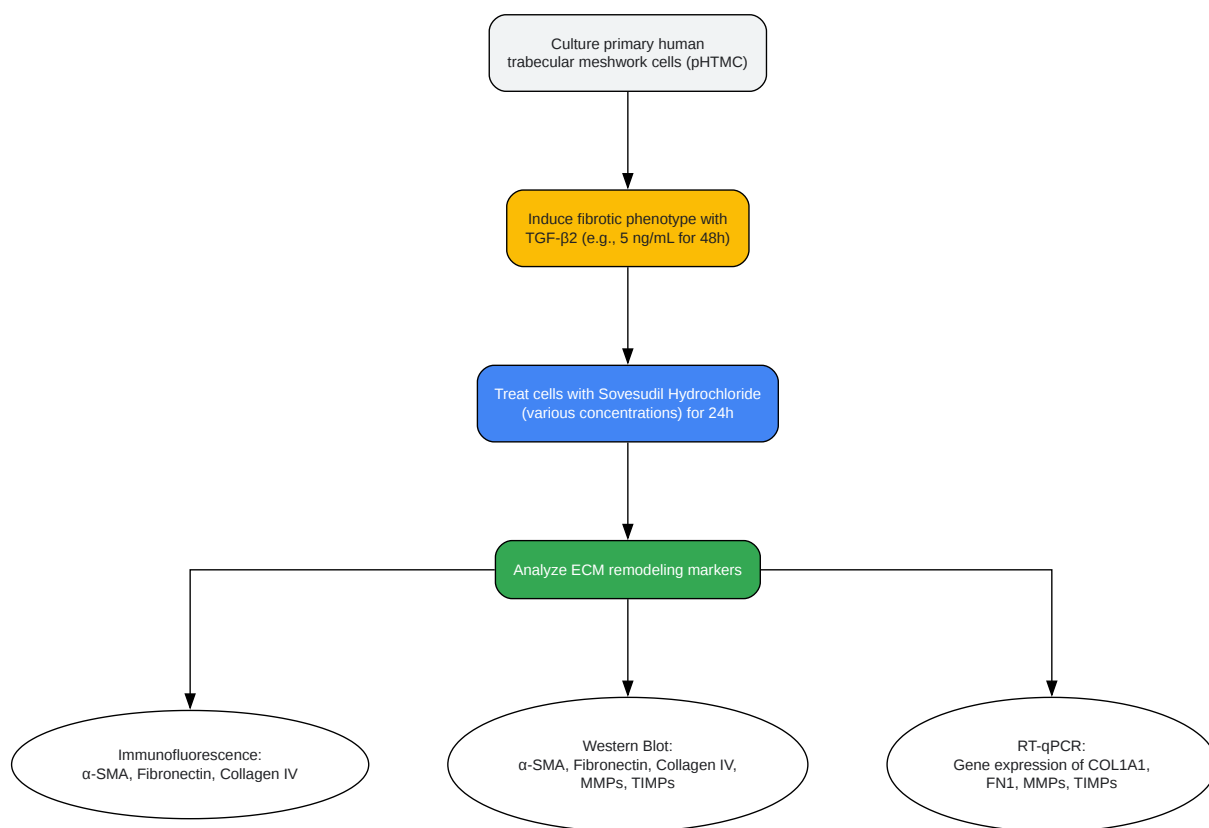 Culture primary human
trabecular meshwork cells (pHTMC)
Induce fibrotic phenotype with
TGF-β2 (e.g., 5 ng/mL for 48h)
Treat cells with Sovesudil Hydrochloride
(various concentrations) for 24h
Analyze ECM remodeling markers
Immunofluorescence:
α-SMA, Fibronectin, Collagen IV
Western Blot:
α-SMA, Fibronectin, Collagen IV,
MMPs, TIMPs
RT-qPCR:
Gene expression of COL1A1,
FN1, MMPs, TIMPs